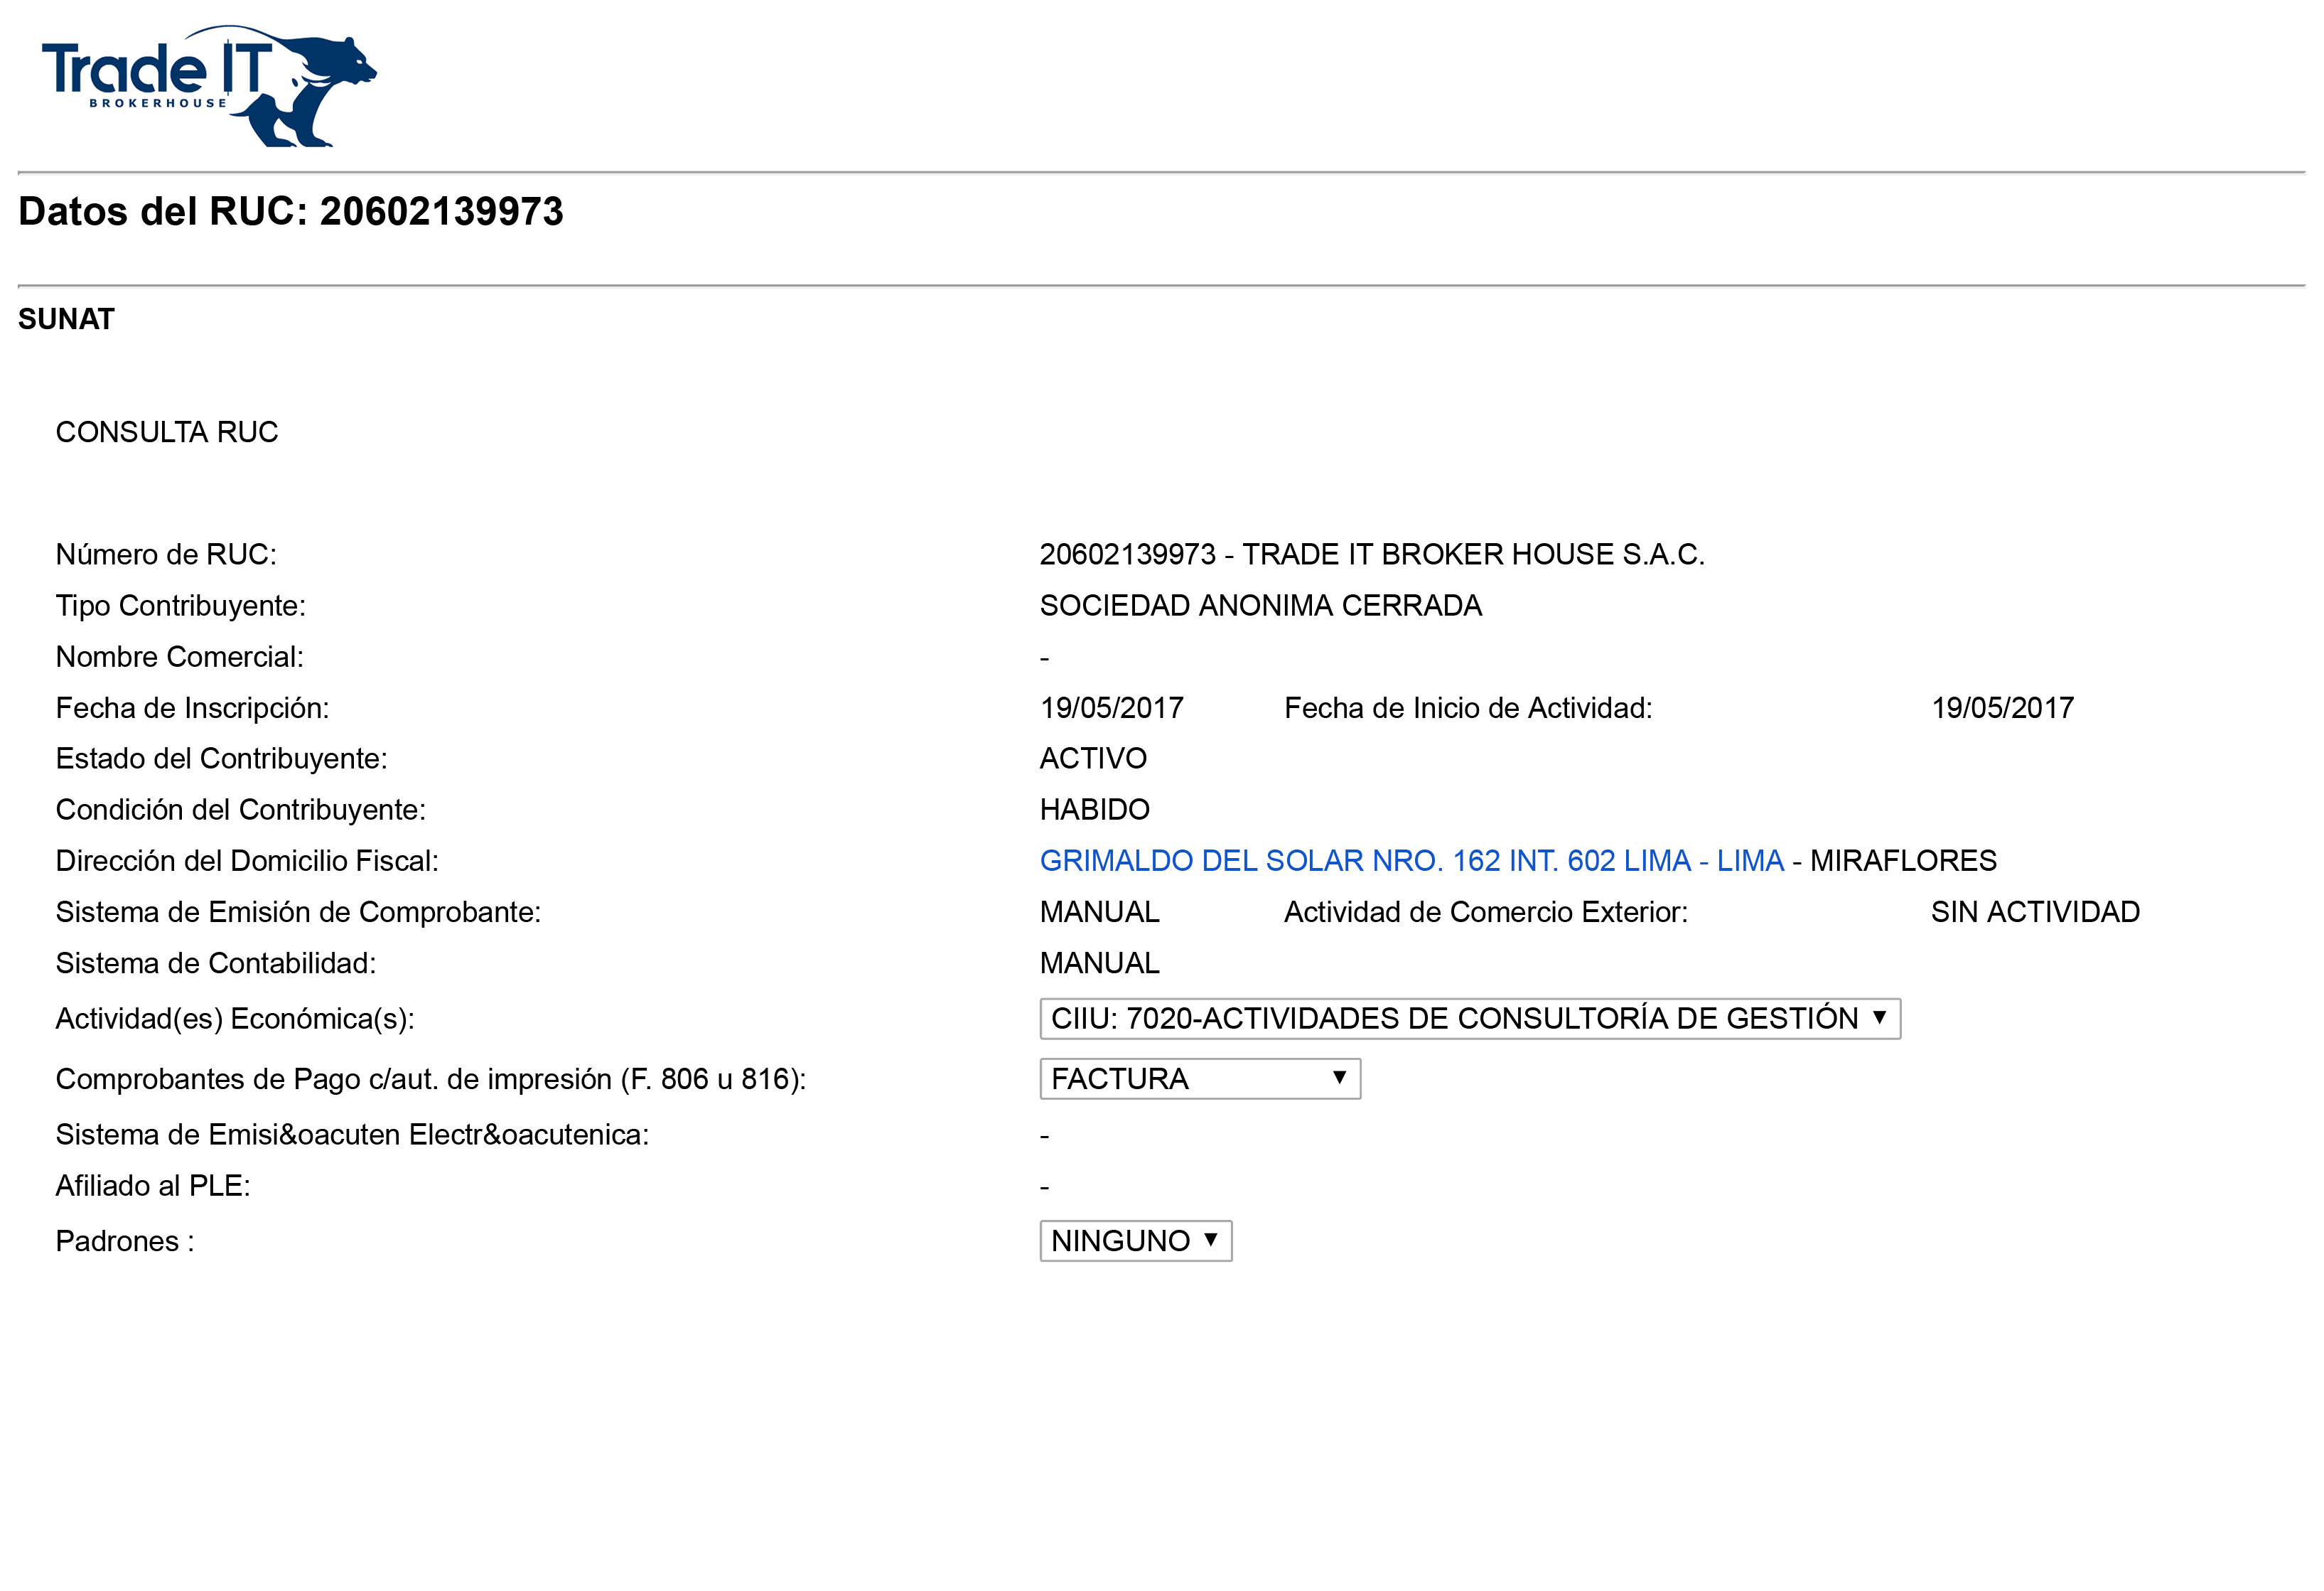 Trade IT
BROKERHOUSE
Datos del RUC: 20602139973
SUNAT
CONSULTA RUC
Número de RUC: 20602139973 - TRADE IT BROKER HOUSE S.A.C.
Tipo Contribuyente: SOCIEDAD ANONIMA CERRADA
Nombre Comercial: -
Fecha de Inscripción: 19/05/2017 Fecha de Inicio de Actividad: 19/05/2017
Estado del Contribuyente: ACTIVO
Condición del Contribuyente: HABIDO
Dirección del Domicilio Fiscal: GRIMALDO DEL SOLAR NRO. 162 INT. 602 LIMA - LIMA - MIRAFLORES
Sistema de Emisión de Comprobante: MANUAL Actividad de Comercio Exterior: SIN ACTIVIDAD
Sistema de Contabilidad: MANUAL
Actividad(es) Económica(s): CIIU: 7020-ACTIVIDADES DE CONSULTORÍA DE GESTIÓN ▼
Comprobantes de Pago c/aut. de impresión (F. 806 u 816): FACTURA ▼
Sistema de Emisi&oacuten Electr&oacutenica: -
Afiliado al PLE: -
Padrones : NINGUNO ▼